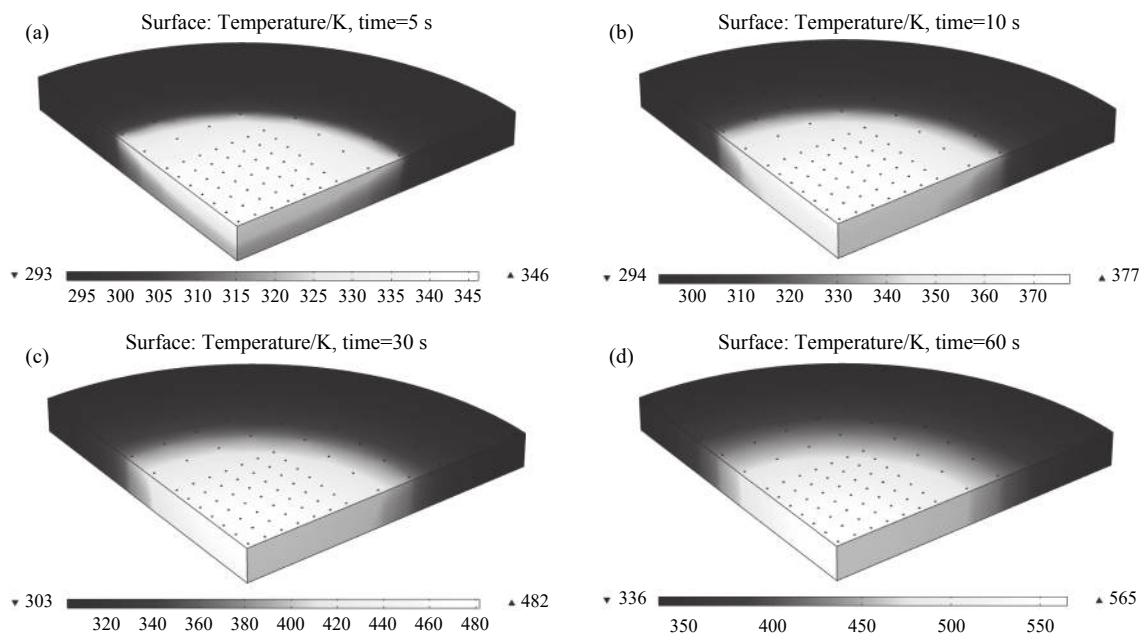 (a) Surface: Temperature/K, time=5 s
▼ 293 ▲ 346
295 300 305 310 315 320 325 330 335 340 345
(b) Surface: Temperature/K, time=10 s
▼ 294 ▲ 377
300 310 320 330 340 350 360 370
(c) Surface: Temperature/K, time=30 s
▼ 303 ▲ 482
320 340 360 380 400 420 440 460 480
(d) Surface: Temperature/K, time=60 s
▼ 336 ▲ 565
350 400 450 500 550